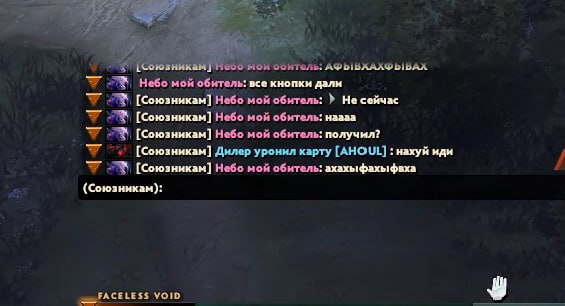 [Союзникам] Небо мой обитель: АФЫВХАХФЫВАХ
Небо мой обитель: все кнопки дали
[Союзникам] Небо мой обитель: Не сейчас
[Союзникам] Небо мой обитель: наааа
[Союзникам] Небо мой обитель: получил?
[Союзникам] Дилер уронил карту [AHOUL] : нахуй иди
[Союзникам] Небо мой обитель: ахахыфахыфвха
(Союзникам):
FACELESS VOID